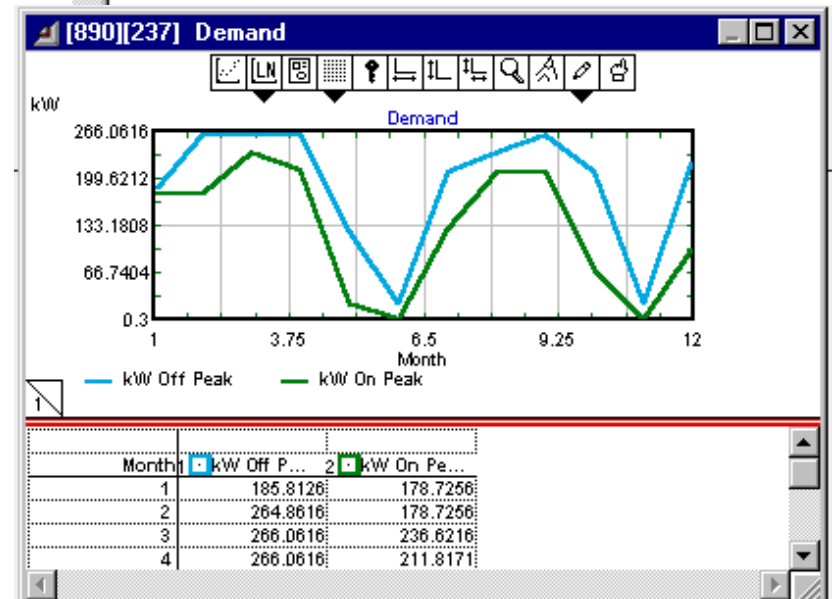 [890][237] Demand
LN
kW
Demand
266.0616
199.6212
133.1808
66.7404
0.3
1 3.75 6.5 9.25 12
Month
kW Off Peak kW On Peak
1
Month 1 kW Off P... 2 kW On Pe...
1 185.8126 178.7256
2 264.8616 178.7256
3 266.0616 236.6216
4 266.0616 211.8171